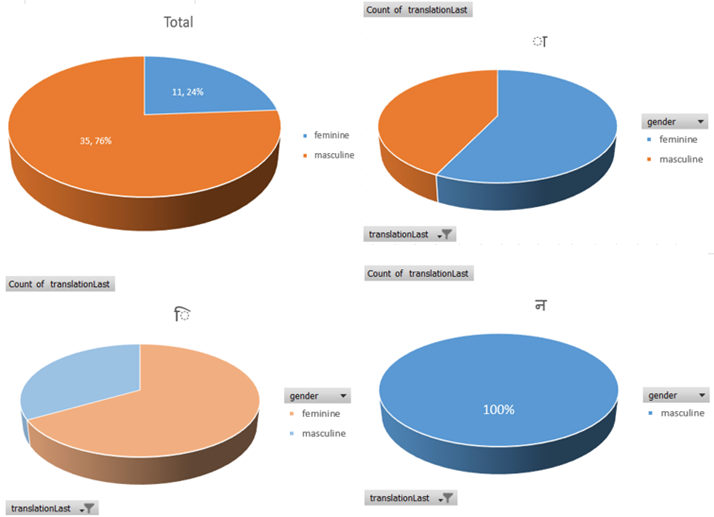 Total
11, 24%
35, 76%
feminine
masculine
Count of translationLast
ा
gender
feminine
masculine
translationLast
Count of translationLast
ि
gender
feminine
masculine
translationLast
Count of translationLast
न
100%
gender
masculine
translationLast